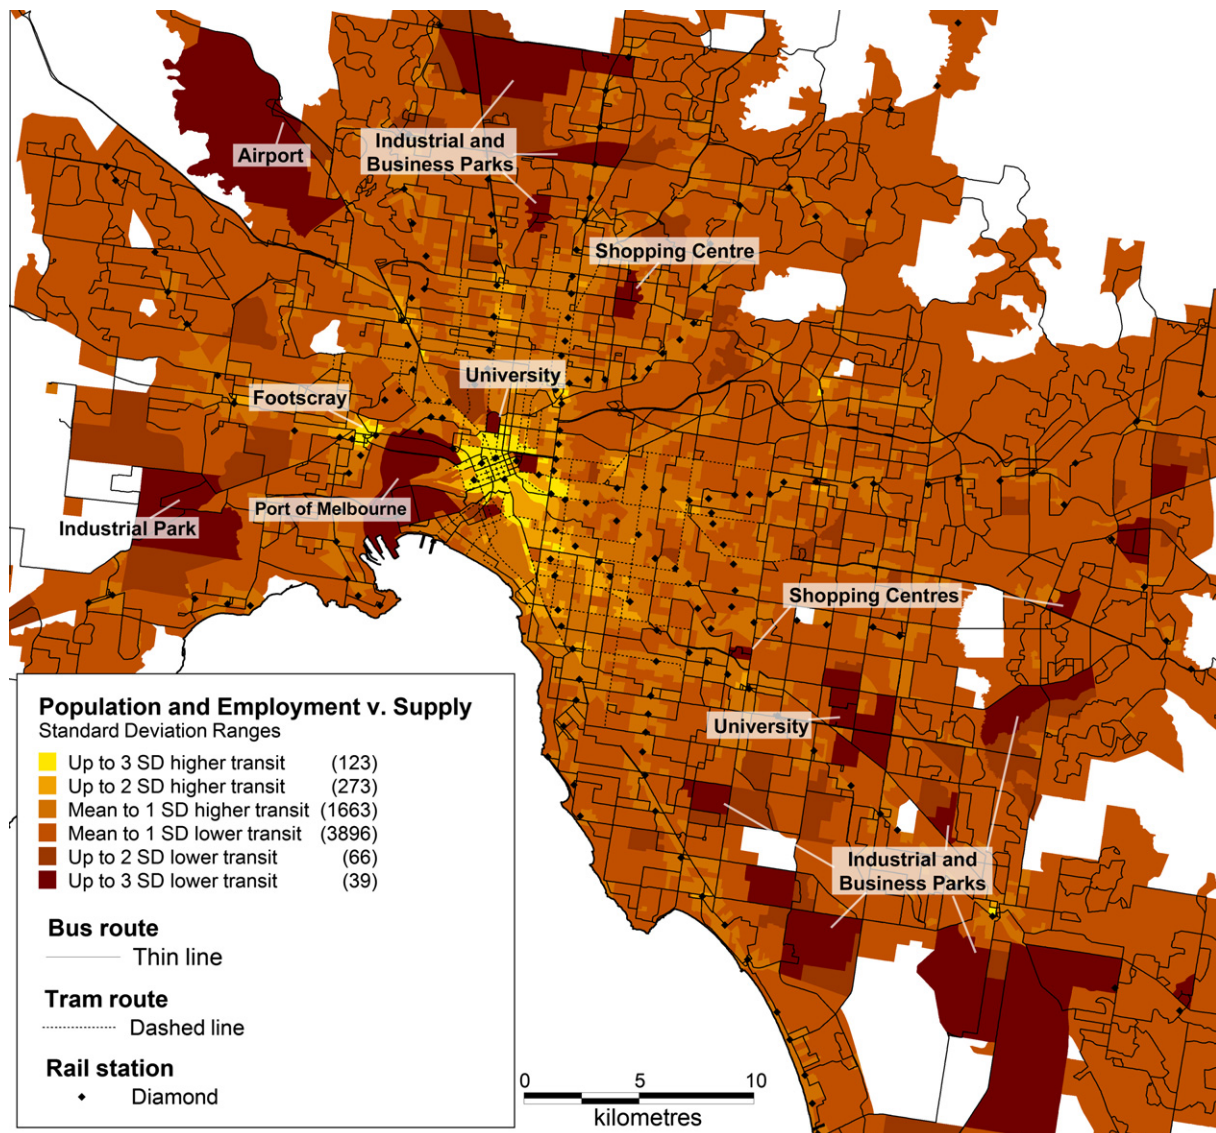 Airport
Industrial and
Business Parks
Shopping Centre
University
Footscray
Port of Melbourne
Industrial Park
Shopping Centres
University
Industrial and
Business Parks
Population and Employment v. Supply
Standard Deviation Ranges
Up to 3 SD higher transit (123)
Up to 2 SD higher transit (273)
Mean to 1 SD higher transit (1663)
Mean to 1 SD lower transit (3896)
Up to 2 SD lower transit (66)
Up to 3 SD lower transit (39)
Bus route
Thin line
Tram route
Dashed line
Rail station
Diamond
0 5 10
kilometres